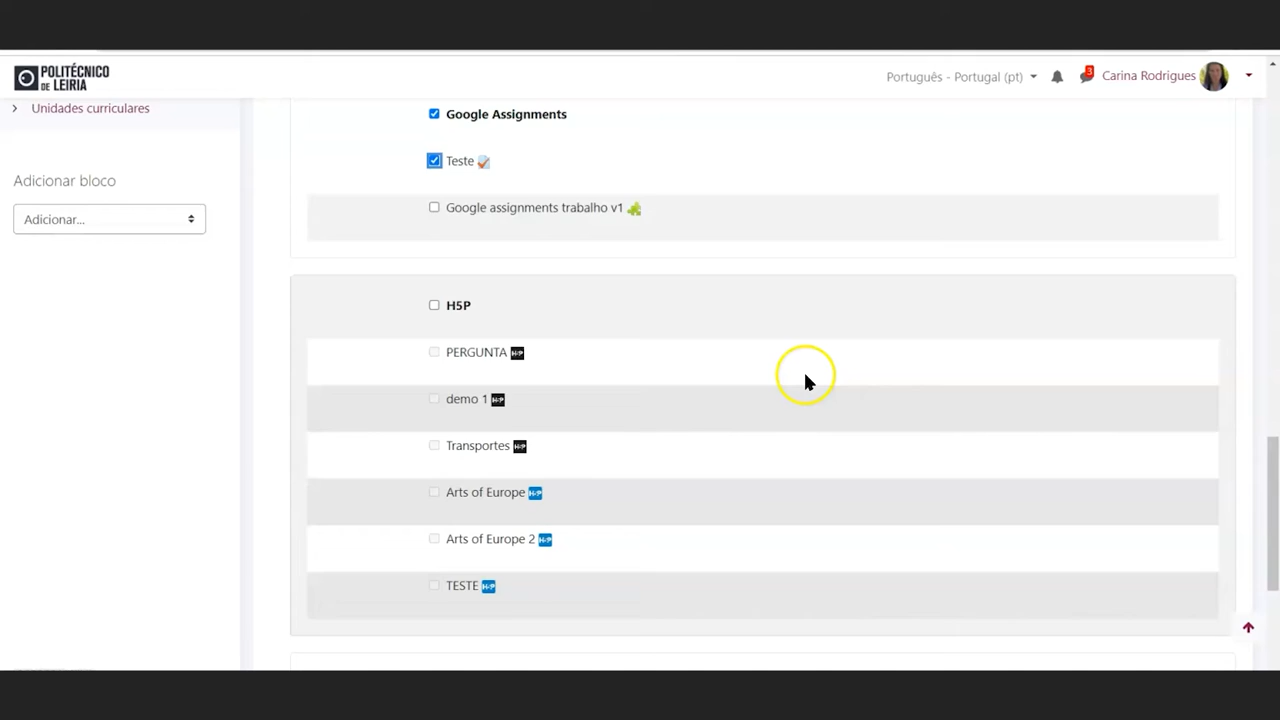 POLITÉCNICO
DE LEIRIA
Português - Portugal (pt)
3
Carina Rodrigues
Unidades curriculares
Adicionar bloco
Adicionar...
Google Assignments
Teste
Google assignments trabalho v1
H5P
PERGUNTA H-P
demo 1 H-P
Transportes H-P
Arts of Europe H-P
Arts of Europe 2 H-P
TESTE H-P